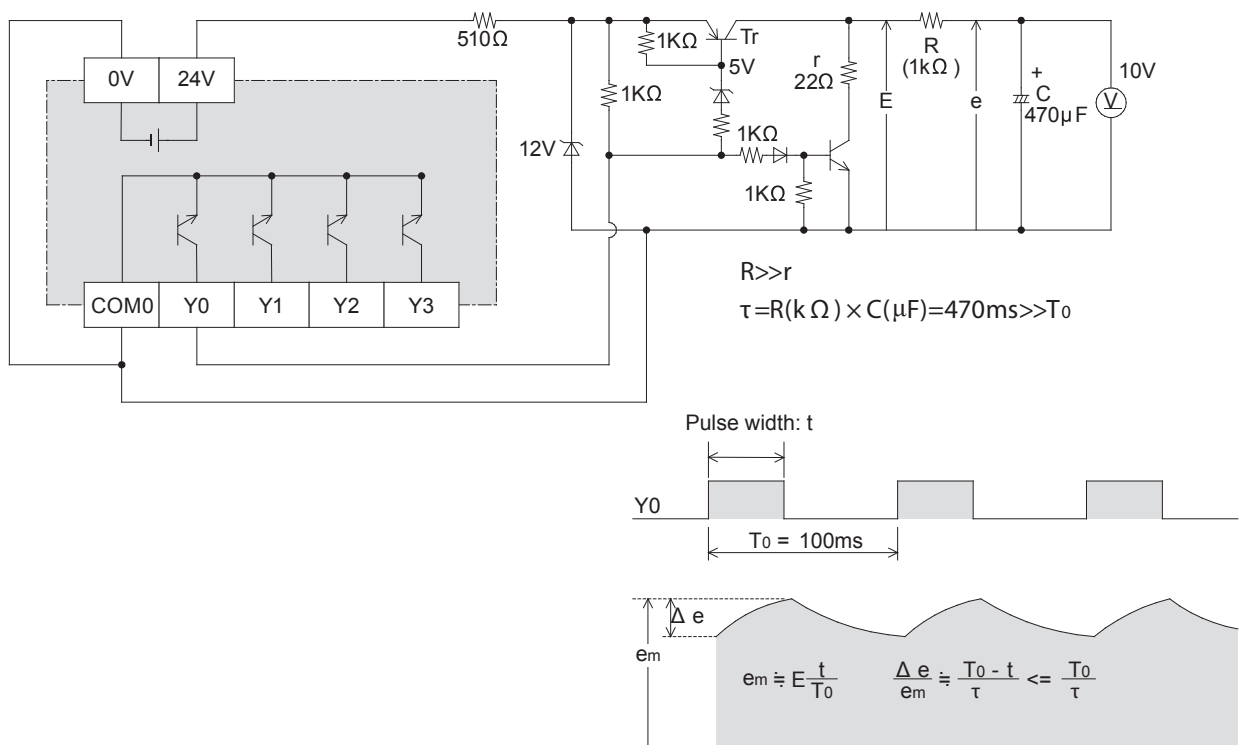 510Ω
1KΩ
Tr
5V
r
22Ω
R
(1kΩ)
10V
+
C
470μF
V
0V
24V
1KΩ
E
e
12V
1KΩ
1KΩ
COM0
Y0
Y1
Y2
Y3
R>>r
τ=R(kΩ)×C(μF)=470ms>>T0
Pulse width: t
Y0
T0 = 100ms
Δ e
em
em ≒ E t/T0
Δ e/em ≒ T0 - t/τ <= T0/τ